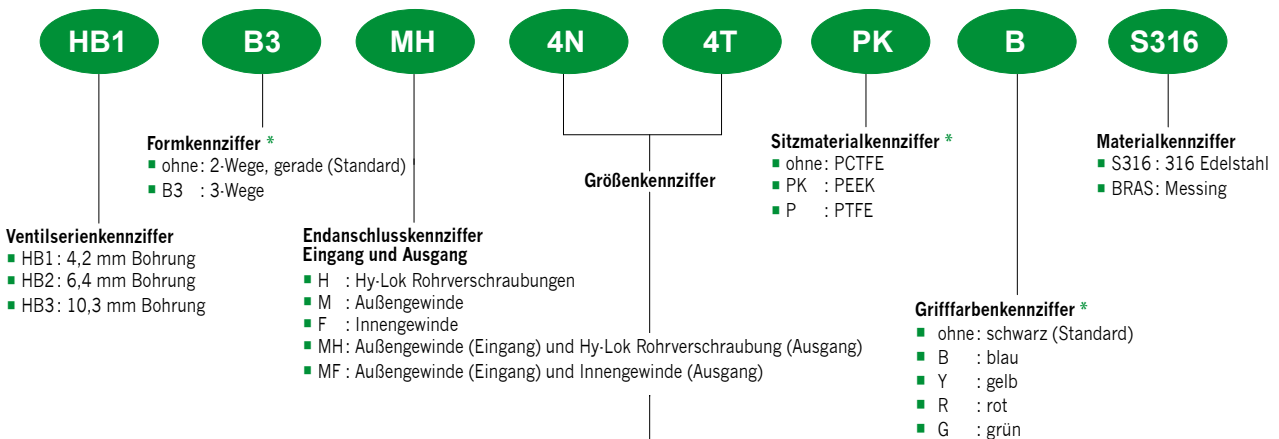 HB1 B3 MH 4N 4T PK B S316
Formkennziffer *
ohne: 2-Wege, gerade (Standard)
B3 : 3-Wege
Ventilserienkennziffer
HB1: 4,2 mm Bohrung
HB2: 6,4 mm Bohrung
HB3: 10,3 mm Bohrung
Endanschlusskennziffer
Eingang und Ausgang
H : Hy-Lok Rohrverschraubungen
M : Außengewinde
F : Innengewinde
MH: Außengewinde (Eingang) und Hy-Lok Rohrverschraubung (Ausgang)
MF : Außengewinde (Eingang) und Innengewinde (Ausgang)
Größenkennziffer
Sitzmaterialkennziffer *
ohne: PCTFE
PK : PEEK
P : PTFE
Grifffarbenkennziffer *
ohne: schwarz (Standard)
B : blau
Y : gelb
R : rot
G : grün
Materialkennziffer
S316 : 316 Edelstahl
BRAS: Messing